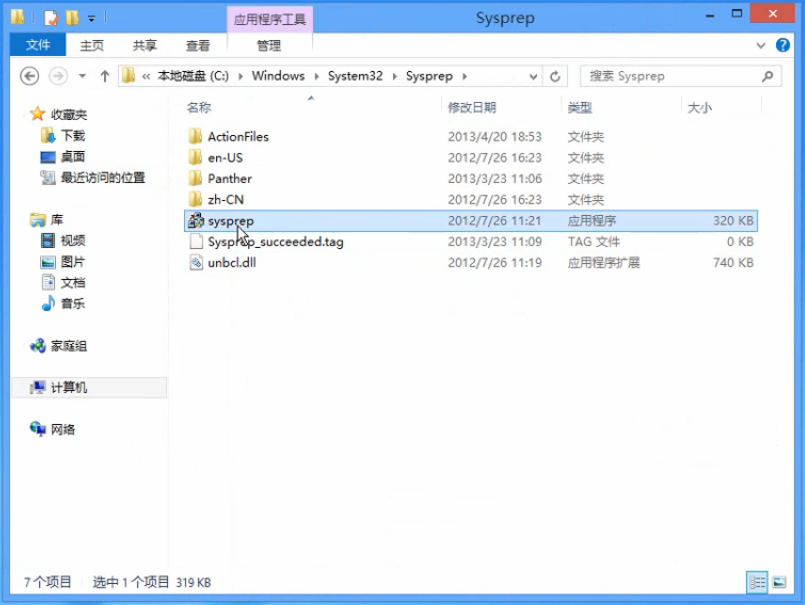 应用程序工具
Sysprep
文件 主页 共享 查看 管理
« 本地磁盘 (C:) Windows System32 Sysprep 搜索 Sysprep
名称 修改日期 类型 大小
收藏夹
下载
桌面
最近访问的位置
库
视频
图片
文档
音乐
家庭组
计算机
网络
ActionFiles 2013/4/20 18:53 文件夹
en-US 2012/7/26 16:23 文件夹
Panther 2013/3/23 11:06 文件夹
zh-CN 2012/7/26 16:23 文件夹
sysprep 2012/7/26 11:21 应用程序 320 KB
Sysprep_succeeded.tag 2013/3/23 11:09 TAG 文件 0 KB
unbcl.dll 2012/7/26 11:19 应用程序扩展 740 KB
7 个项目 选中 1 个项目 319 KB